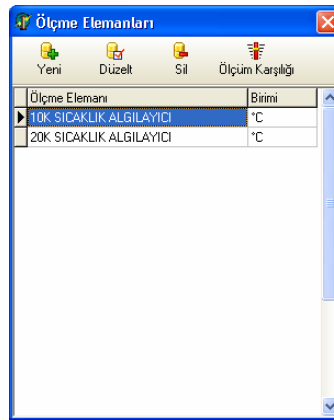 Ölçme Elemanları
Yeni Düzelt Sil Ölçüm Karşılığı
Ölçme Elemanı Birimi
10K SICAKLIK ALGILAYICI °C
20K SICAKLIK ALGILAYICI °C